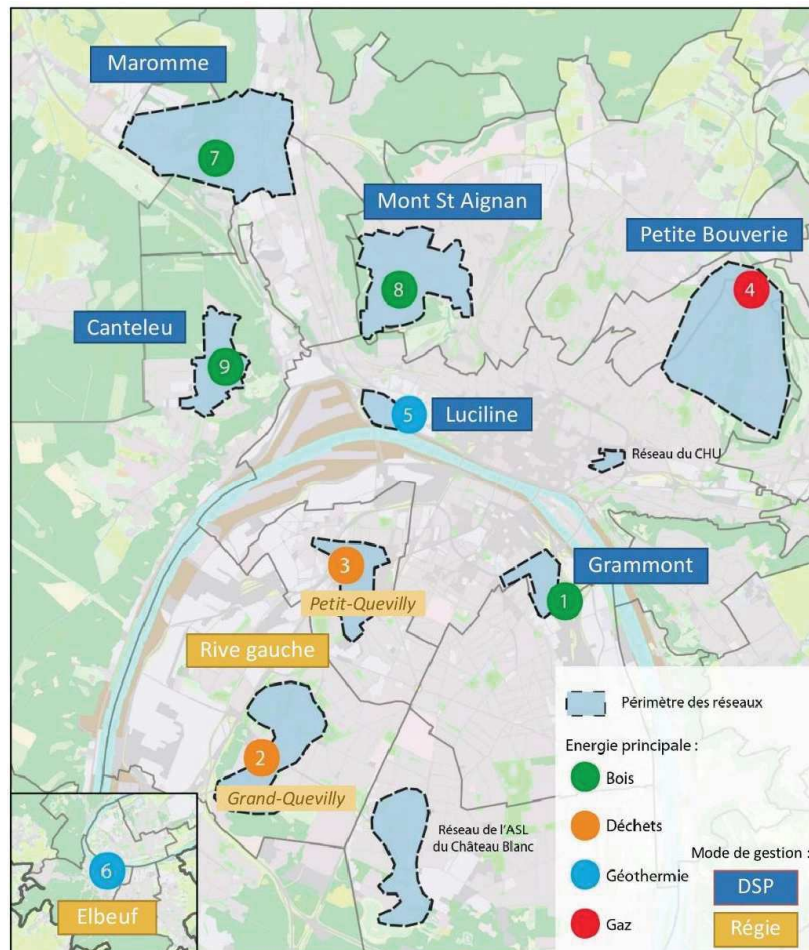 Maromme
7
Mont St Aignan
8
Petite Bouverie
4
Canteleu
9
5
Luciline
Réseau du CHU
3
Petit-Quevilly
Grammont
1
Rive gauche
2
Grand-Quevilly
Réseau de l'ASL
du Château Blanc
6
Elbeuf
Périmètre des réseaux
Energie principale :
Bois
Déchets
Géothermie
Gaz
Mode de gestion :
DSP
Régie